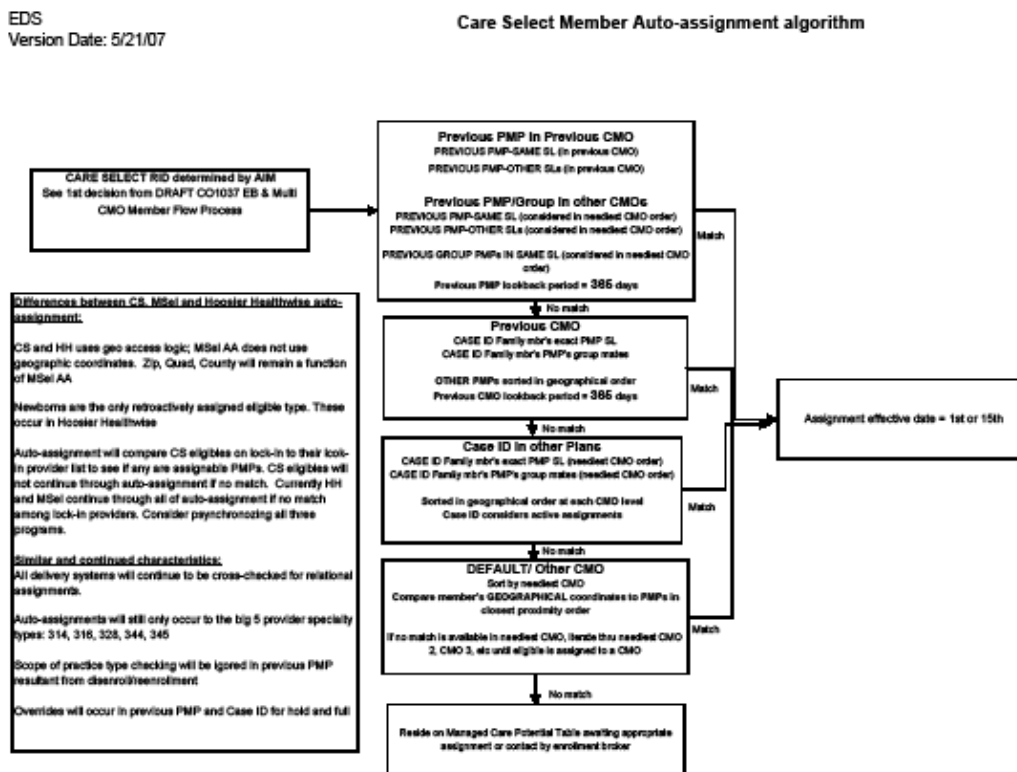 EDS
Version Date: 5/21/07
Care Select Member Auto-assignment algorithm
CARE SELECT RID determined by AIM
See 1st decision from DRAFT CO1037 EB & Multi
CMO Member Flow Process
Previous PMP in Previous CMO
PREVIOUS PMP-SAME SL (in previous CMO)
PREVIOUS PMP-OTHER SLs (in previous CMO)
Previous PMP/Group in other CMOs
PREVIOUS PMP-SAME SL (considered in neediest CMO order)
PREVIOUS PMP-OTHER SLs (considered in neediest CMO order)
PREVIOUS GROUP PMPs IN SAME SL (considered in neediest CMO
order)
Previous PMP lookback period = 365 days
Match
No match
Previous CMO
CASE ID Family mbr's exact PMP SL
CASE ID Family mbr's PMP's group mates
OTHER PMPs sorted in geographical order
Previous CMO lookback period = 365 days
Match
No match
Case ID in other Plans
CASE ID Family mbr's exact PMP SL (neediest CMO order)
CASE ID Family mbr's PMP's group mates (neediest CMO order)
Sorted in geographical order at each CMO level
Case ID considers active assignments
Match
No match
DEFAULT/ Other CMO
Sort by neediest CMO
Compare member's GEOGRAPHICAL coordinates to PMPs in
closest proximity order
If no match is available in neediest CMO, iterate thru neediest CMO
2, CMO 3, etc until eligible is assigned to a CMO
Match
No match
Reside on Managed Care Potential Table awaiting appropriate
assignment or contact by enrollment broker
Assignment effective date = 1st or 15th
Differences between CS, MSel and Hoosier Healthwise auto-
assignment:
CS and HH uses geo access logic; MSel AA does not use
geographic coordinates. Zip, Quad, County will remain a function
of MSel AA
Newborns are the only retroactively assigned eligible type. These
occur in Hoosier Healthwise
Auto-assignment will compare CS eligibles on lock-in to their lock-
in provider list to see if any are assignable PMPs. CS eligibles will
not continue through auto-assignment if no match. Currently HH
and MSel continue through all of auto-assignment if no match
among lock-in providers. Consider psynchronozing all three
programs.
Similar and continued characteristics:
All delivery systems will continue to be cross-checked for relational
assignments.
Auto-assignments will still only occur to the big 5 provider specialty
types: 314, 316, 328, 344, 345
Scope of practice type checking will be igored in previous PMP
resultant from disenroll/reenrollment
Overrides will occur in previous PMP and Case ID for hold and full